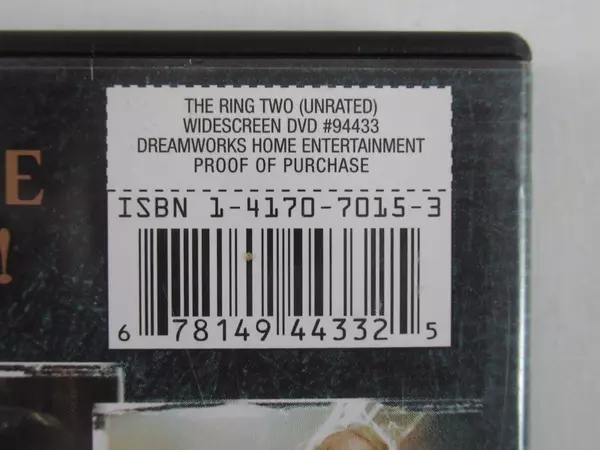 THE RING TWO (UNRATED)
WIDESCREEN DVD #94433
DREAMWORKS HOME ENTERTAINMENT
PROOF OF PURCHASE
E
ISBN 1-4170-7015-3
!
6 78149 44332 5